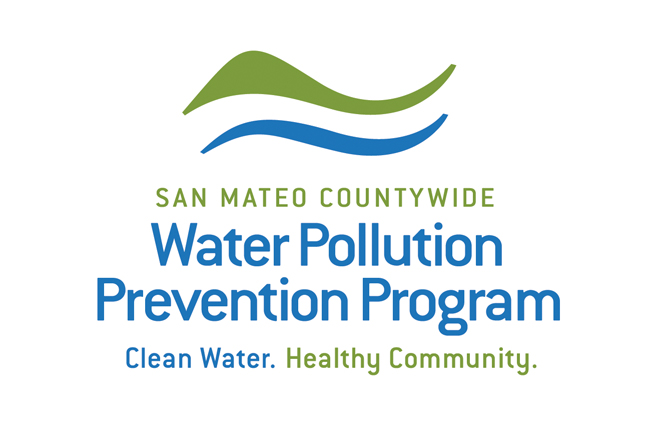 SAN MATEO COUNTYWIDE
Water Pollution
Prevention Program
Clean Water. Healthy Community.